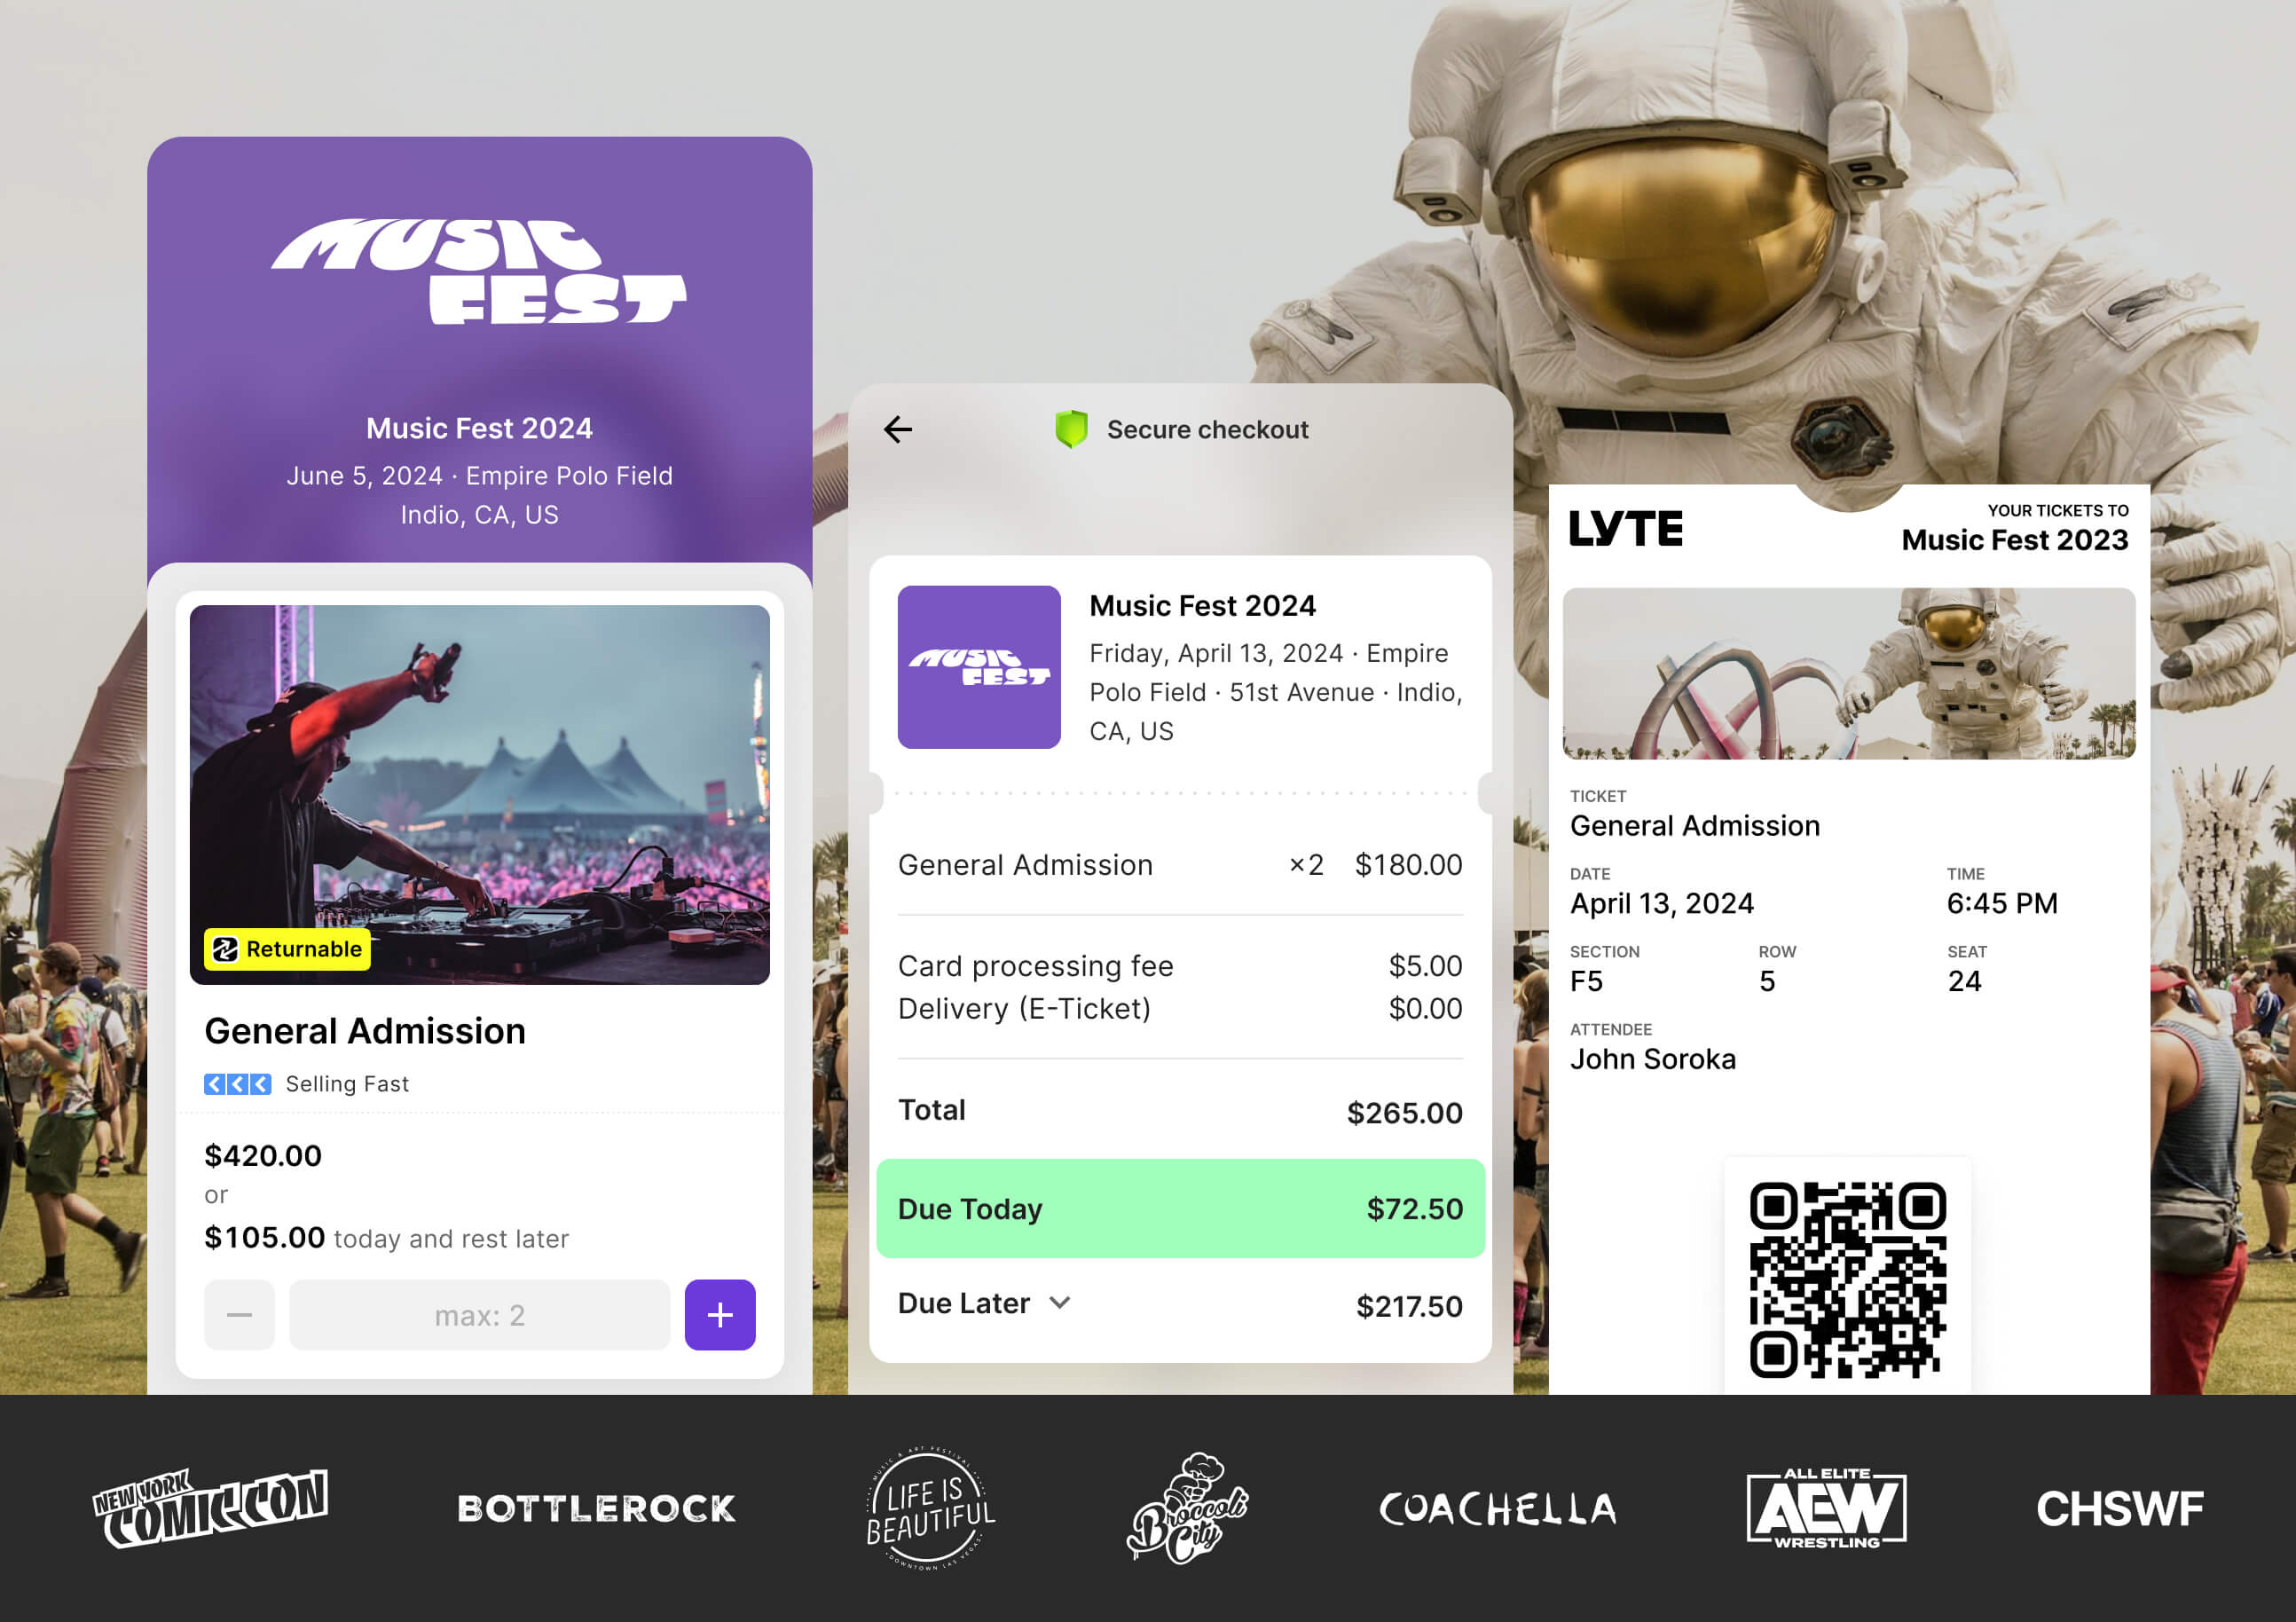 MUSIC
FEST
Music Fest 2024
June 5, 2024 · Empire Polo Field
Indio, CA, US
Returnable
General Admission
Selling Fast
$420.00
or
$105.00 today and rest later
max: 2
Secure checkout
MUSIC
FEST
Music Fest 2024
Friday, April 13, 2024 · Empire
Polo Field · 51st Avenue · Indio,
CA, US
General Admission ×2 $180.00
Card processing fee $5.00
Delivery (E-Ticket) $0.00
Total $265.00
Due Today $72.50
Due Later $217.50
LYTE
YOUR TICKETS TO
Music Fest 2023
TICKET
General Admission
DATE TIME
April 13, 2024 6:45 PM
SECTION ROW SEAT
F5 5 24
ATTENDEE
John Soroka
NEW YORK
COMIC CON
BOTTLEROCK
MUSIC & ART FESTIVAL
LIFE IS
BEAUTIFUL
DOWNTOWN LAS VEGAS
Broccoli
City
COACHELLA
ALL ELITE
AEW
WRESTLING
CHSWF